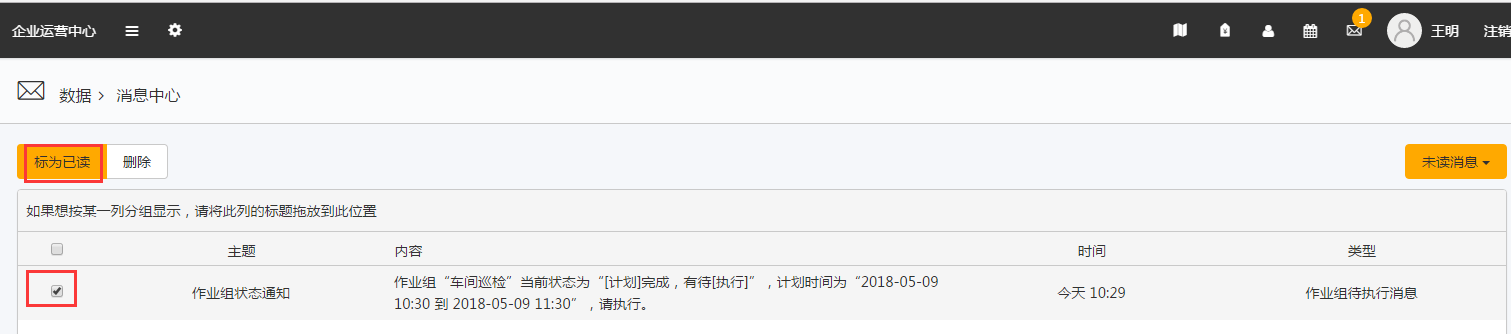 企业运营中心
1
王明
注销
数据 > 消息中心
标为已读
删除
未读消息
如果想按某一列分组显示，请将此列的标题拖放到此位置
主题
内容
时间
类型
作业组状态通知
作业组“车间巡检”当前状态为“[计划]完成，有待[执行]”，计划时间为“2018-05-09
10:30 到 2018-05-09 11:30”，请执行。
今天 10:29
作业组待执行消息